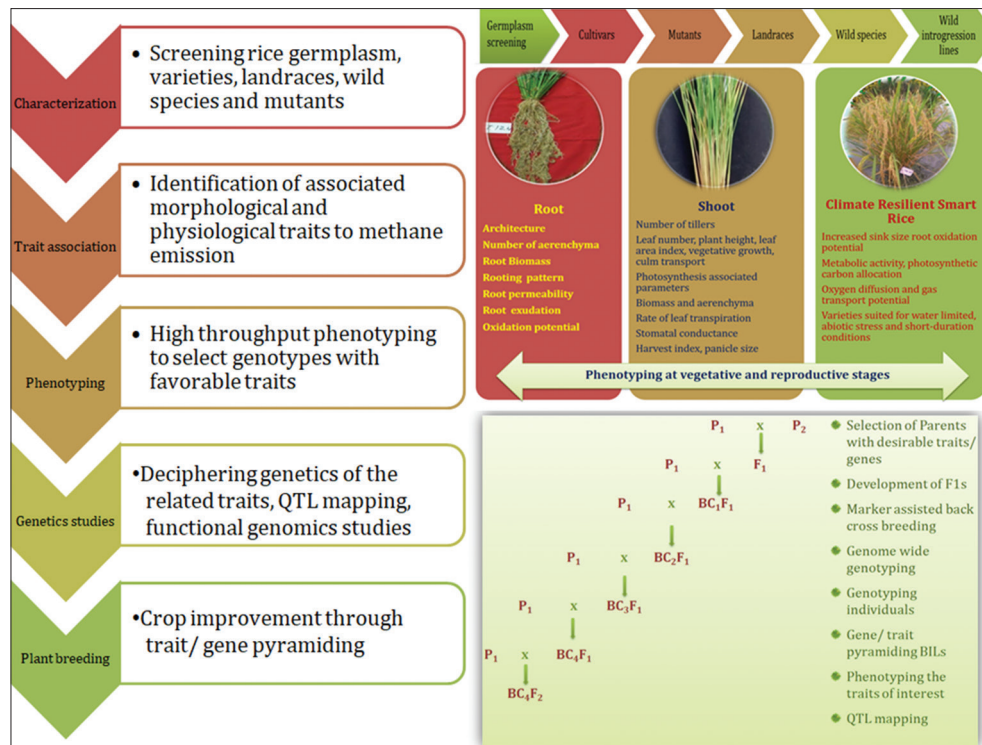 Characterization
• Screening rice germplasm,
varieties, landraces, wild
species and mutants
Trait association
• Identification of associated
morphological and
physiological traits to methane
emission
Phenotyping
• High throughput phenotyping
to select genotypes with
favorable traits
Genetics studies
•Deciphering genetics of the
related traits, QTL mapping,
functional genomics studies
Plant breeding
•Crop improvement through
trait/ gene pyramiding
Germplasm
screening
Cultivars
Mutants
Landraces
Wild species
Wild
introgression
lines
Root
Architecture
Number of aerenchyma
Root Biomass
Rooting pattern
Root permeability
Root exudation
Oxidation potential
Shoot
Number of tillers
Leaf number, plant height, leaf
area index, vegetative growth,
culm transport
Photosynthesis associated
parameters
Biomass and aerenchyma
Rate of leaf transpiration
Stomatal conductance
Harvest index, panicle size
Climate Resilient Smart
Rice
Increased sink size root oxidation
potential
Metabolic activity, photosynthetic
carbon allocation
Oxygen diffusion and gas
transport potential
Varieties suited for water limited,
abiotic stress and short-duration
conditions
Phenotyping at vegetative and reproductive stages
P1 x P2
P1 x F1
P1 x BC1F1
P1 x BC2F1
P1 x BC3F1
P1 x BC4F1
BC4F2
Selection of Parents
with desirable traits/
genes
Development of F1s
Marker assisted back
cross breeding
Genome wide
genotyping
Genotyping
individuals
Gene/ trait
pyramiding BILs
Phenotyping the
traits of interest
QTL mapping